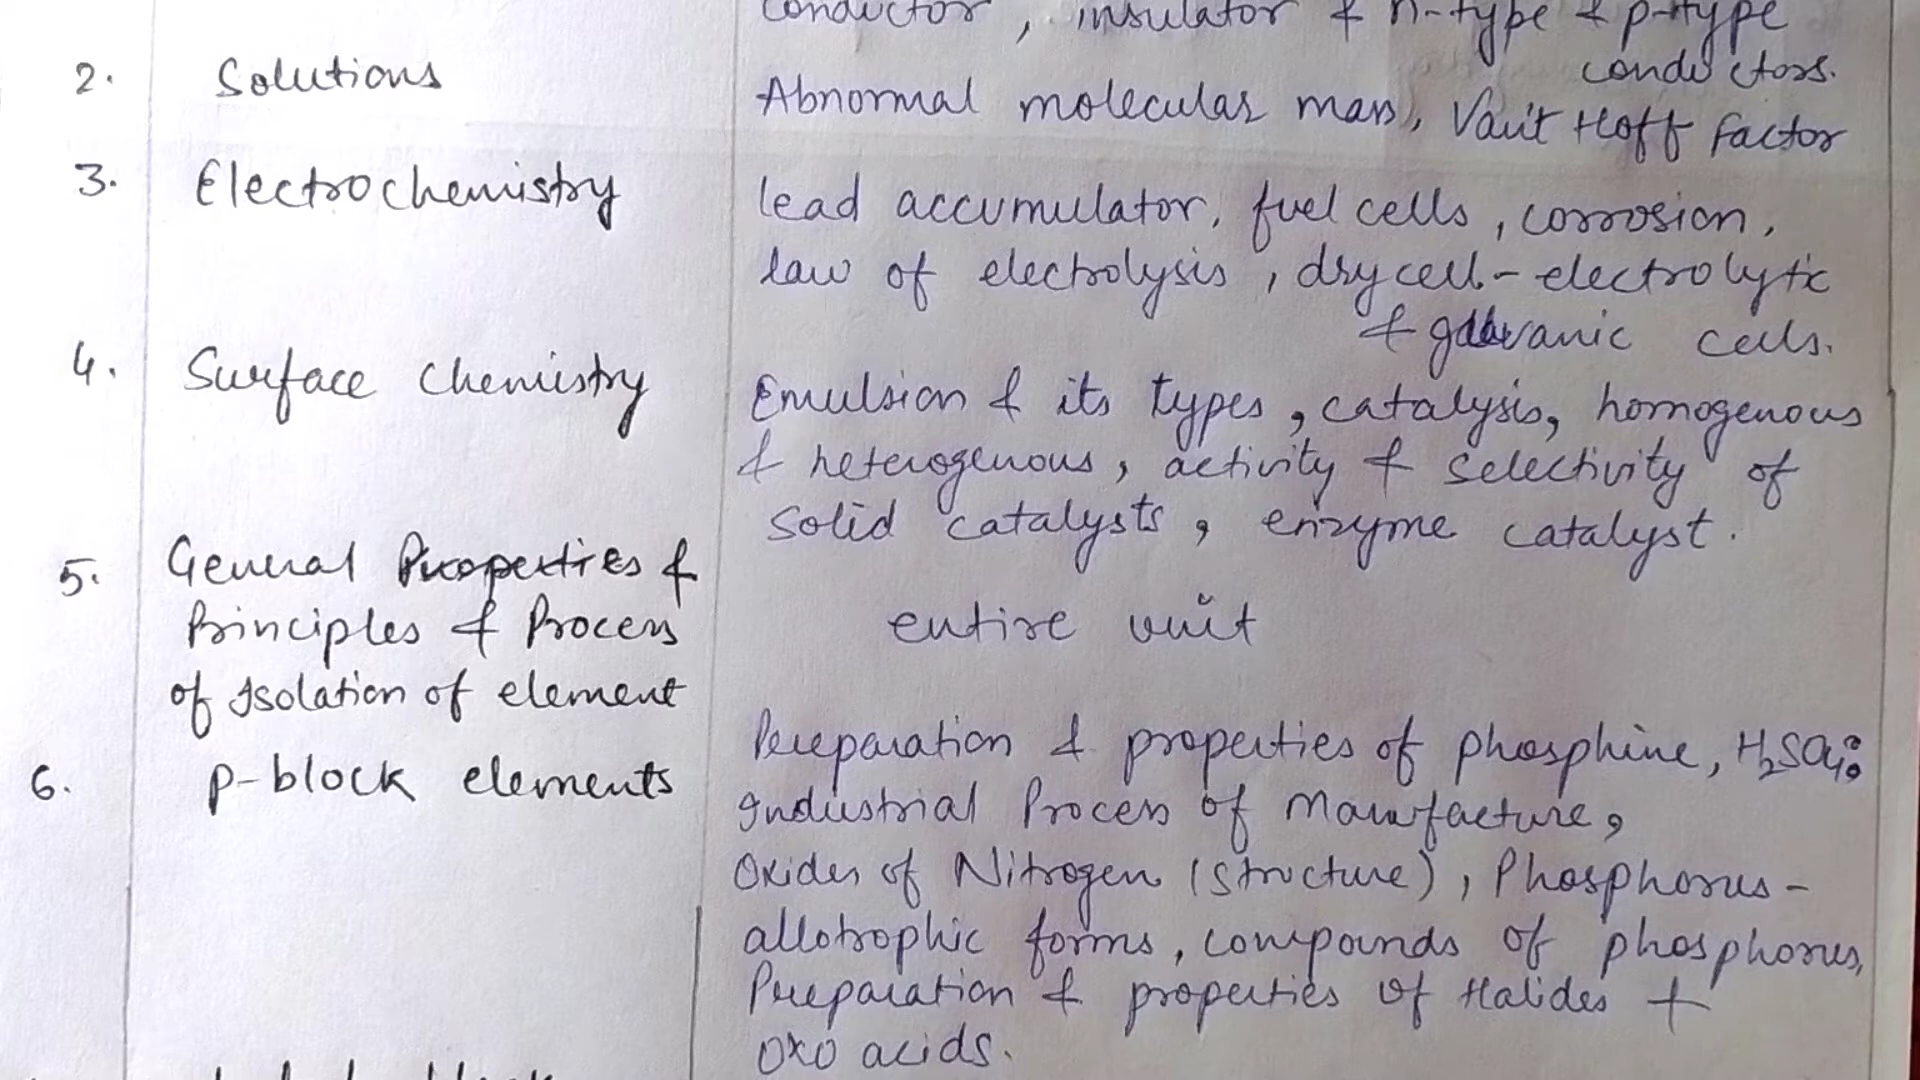 conductor, insulator & n-type & p-type
conductors.
2. Solutions
Abnormal molecular mass, Vant Hoff Factor
3. Electrochemistry
lead accumulator, fuel cells, corrosion,
law of electrolysis, dry cell - electrolytic
& galvanic cells.
4. Surface Chemistry
Emulsion & its types, catalysis, homogenous
& heterogenous, activity & selectivity of
solid catalysts, enzyme catalyst.
5. General Properties &
Principles & Process
of Isolation of element
entire unit
6. p-block elements
Preparation & properties of phosphine, H₂SO₄:
Industrial Process of Manufacture,
Oxides of Nitrogen (structure), Phosphorus -
allotrophic forms, compounds of phosphorus,
Preparation & properties of Halides +
oxo acids.